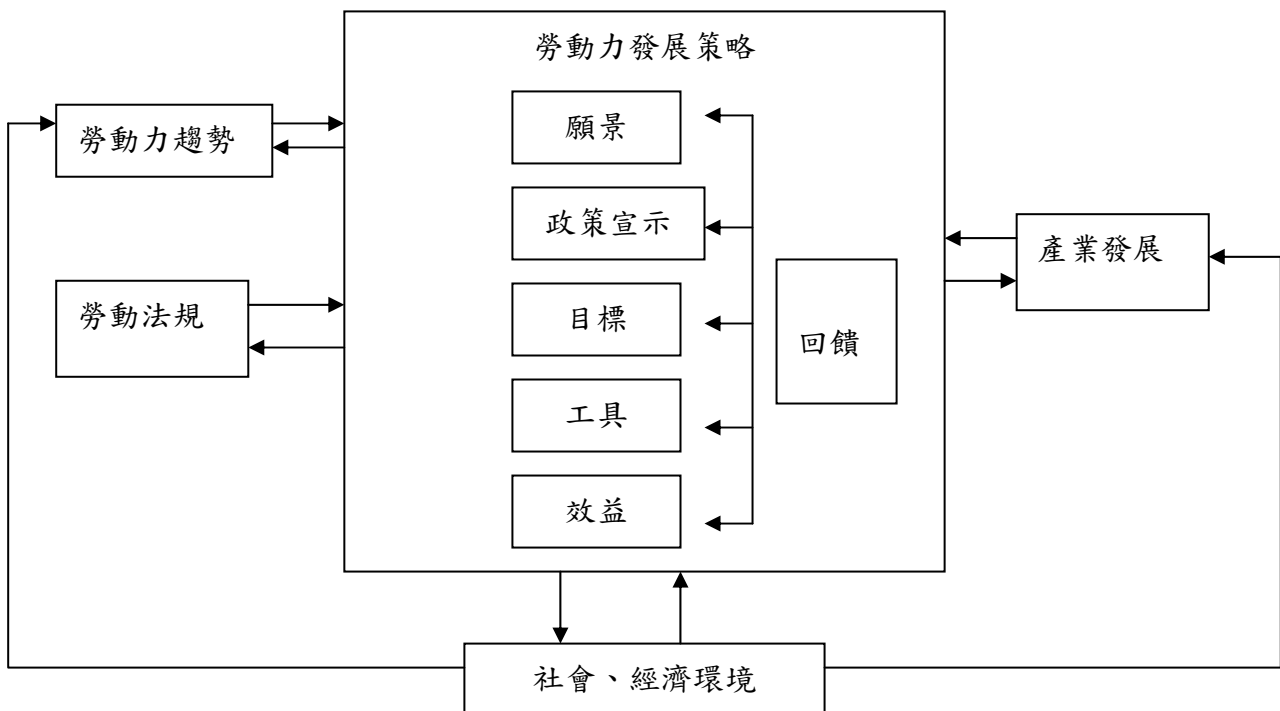 勞動力發展策略
願景
勞動力趨勢
政策宣示
產業發展
目標
勞動法規
回饋
工具
效益
社會、經濟環境